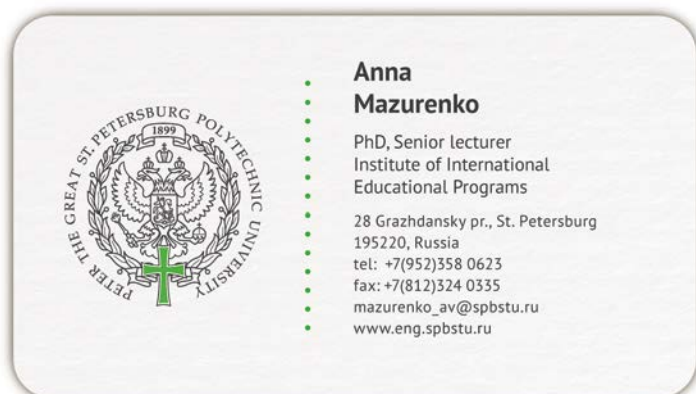 PETER THE GREAT ST. PETERSBURG POLYTECHNIC UNIVERSITY
1899
Anna
Mazurenko
PhD, Senior lecturer
Institute of International
Educational Programs
28 Grazhdansky pr., St. Petersburg
195220, Russia
tel: +7(952)358 0623
fax: +7(812)324 0335
mazurenko_av@spbstu.ru
www.eng.spbstu.ru